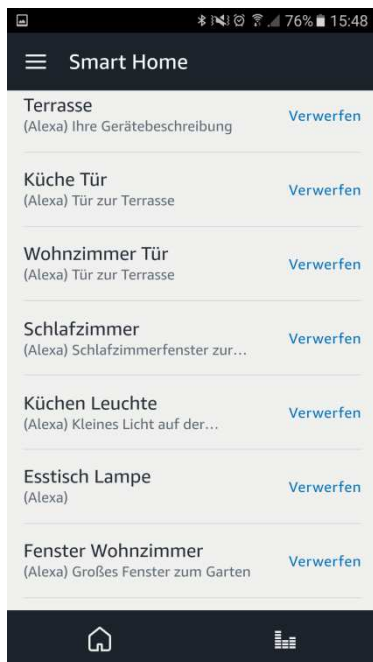 76% 15:48
Smart Home
Terrasse
(Alexa) Ihre Gerätebeschreibung
Verwerfen
Küche Tür
(Alexa) Tür zur Terrasse
Verwerfen
Wohnzimmer Tür
(Alexa) Tür zur Terrasse
Verwerfen
Schlafzimmer
(Alexa) Schlafzimmerfenster zur…
Verwerfen
Küchen Leuchte
(Alexa) Kleines Licht auf der…
Verwerfen
Esstisch Lampe
(Alexa)
Verwerfen
Fenster Wohnzimmer
(Alexa) Großes Fenster zum Garten
Verwerfen